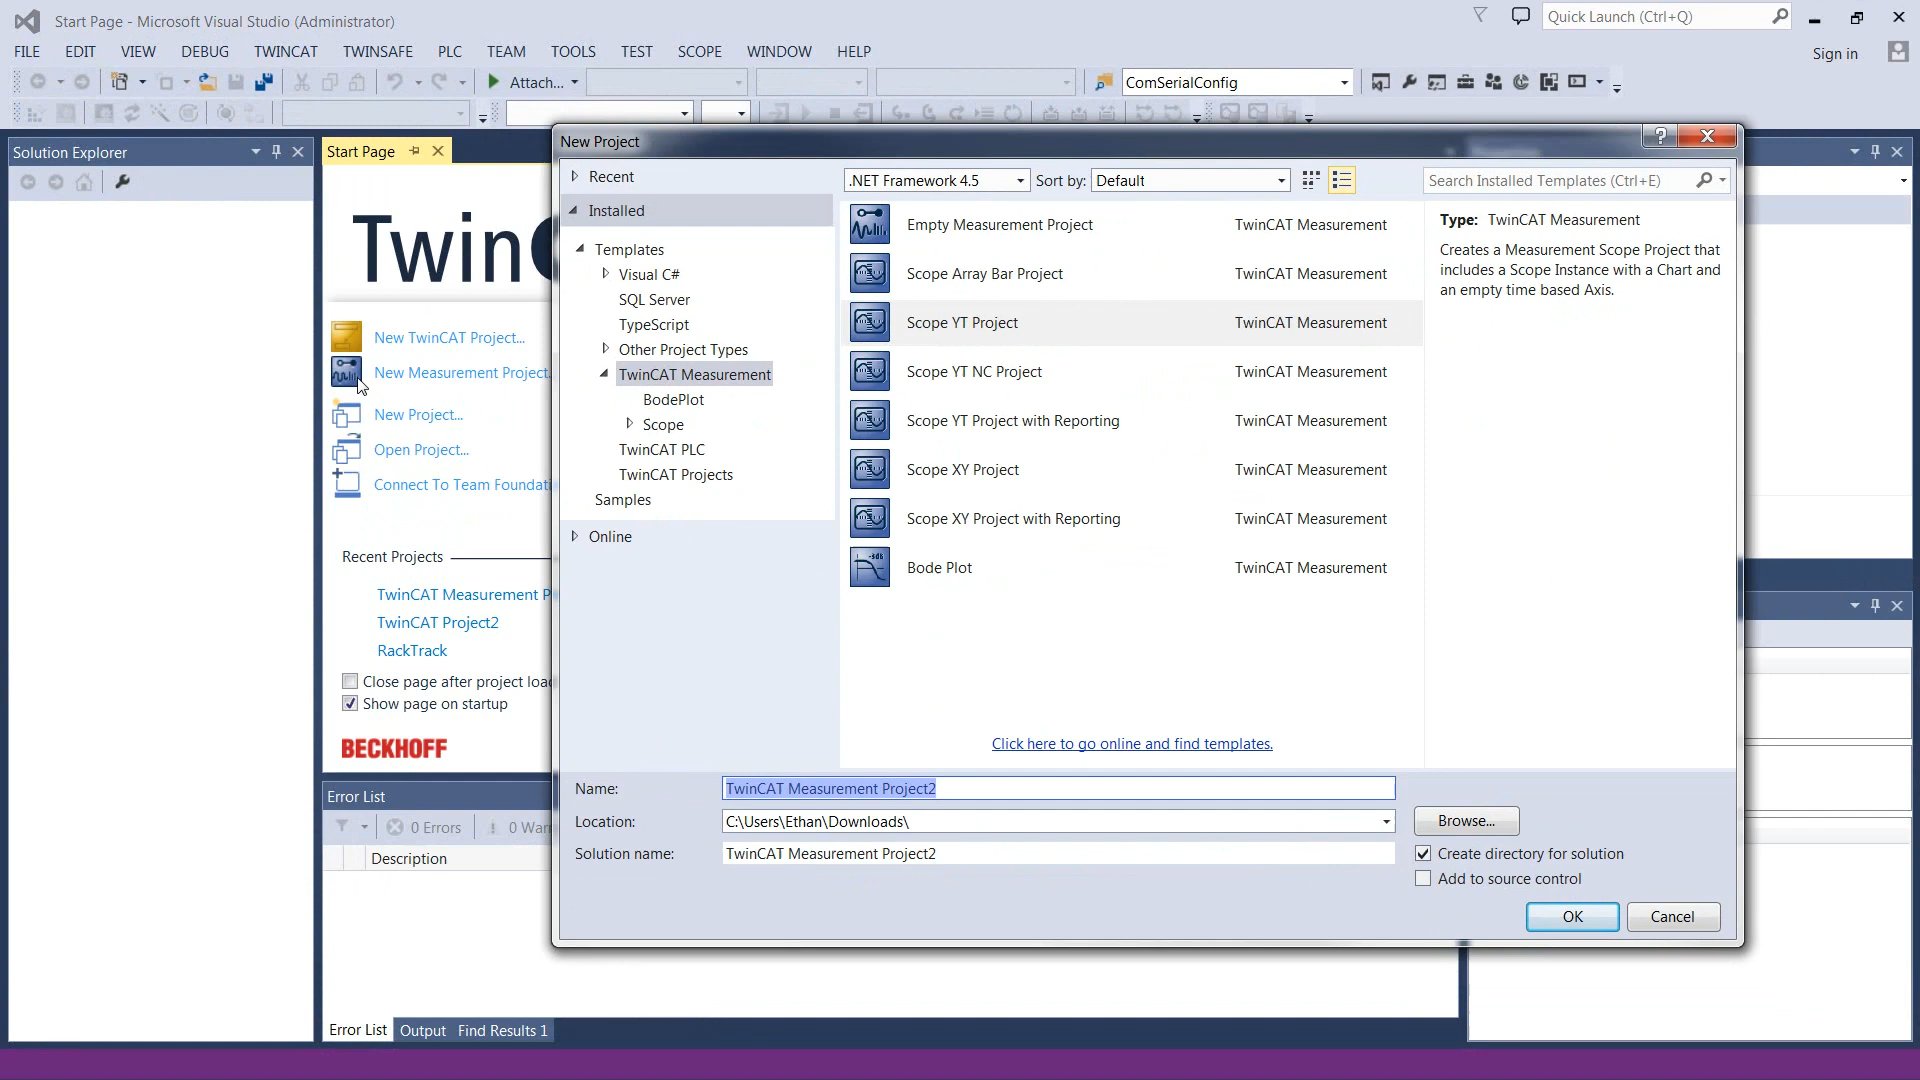 Start Page - Microsoft Visual Studio (Administrator)
Quick Launch (Ctrl+Q)
FILE EDIT VIEW DEBUG TWINCAT TWINSAFE PLC TEAM TOOLS TEST SCOPE WINDOW HELP
Sign in
Attach...
ComSerialConfig
Solution Explorer
Start Page
New Project
Recent
Installed
Templates
Visual C#
SQL Server
TypeScript
Other Project Types
TwinCAT Measurement
BodePlot
Scope
TwinCAT PLC
TwinCAT Projects
Samples
Online
.NET Framework 4.5
Sort by: Default
Search Installed Templates (Ctrl+E)
Empty Measurement Project TwinCAT Measurement
Scope Array Bar Project TwinCAT Measurement
Scope YT Project TwinCAT Measurement
Scope YT NC Project TwinCAT Measurement
Scope YT Project with Reporting TwinCAT Measurement
Scope XY Project TwinCAT Measurement
Scope XY Project with Reporting TwinCAT Measurement
Bode Plot TwinCAT Measurement
Click here to go online and find templates.
Type: TwinCAT Measurement
Creates a Measurement Scope Project that
includes a Scope Instance with a Chart and
an empty time based Axis.
Name: TwinCAT Measurement Project2
Location: C:\Users\Ethan\Downloads\
Browse...
Solution name: TwinCAT Measurement Project2
Create directory for solution
Add to source control
OK
Cancel
Twin
New TwinCAT Project...
New Measurement Project
New Project...
Open Project...
Connect To Team Foundati
Recent Projects
TwinCAT Measurement P
TwinCAT Project2
RackTrack
Close page after project loa
Show page on startup
BECKHOFF
Error List
0 Errors
0 War
Description
Error List Output Find Results 1